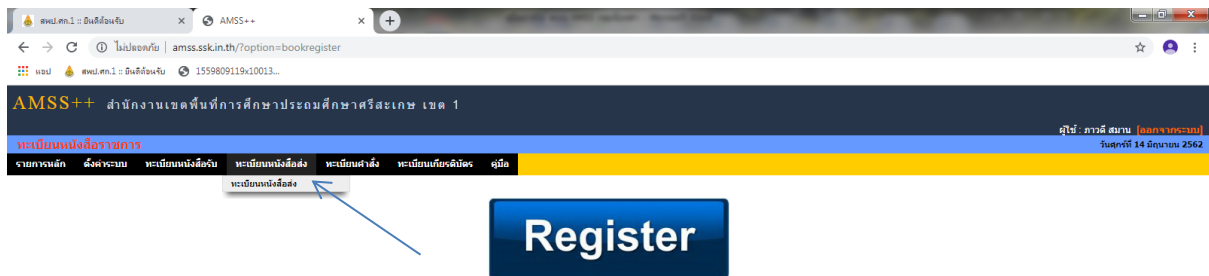 สพป.ศก.1 :: ยินดีต้อนรับ
AMSS++
ไม่ปลอดภัย | amss.ssk.in.th/?option=bookregister
แอป สพป.ศก.1 :: ยินดีต้อนรับ 1559809119x10013...
AMSS++ สำนักงานเขตพื้นที่การศึกษาประถมศึกษาศรีสะเกษ เขต 1
ผู้ใช้ : ภาวดี สมาน [ออกจากระบบ]
ทะเบียนหนังสือราชการ
วันศุกร์ที่ 14 มิถุนายน 2562
รายการหลัก ตั้งค่าระบบ ทะเบียนหนังสือรับ ทะเบียนหนังสือส่ง ทะเบียนคำสั่ง ทะเบียนเกียรติบัตร คู่มือ
ทะเบียนหนังสือส่ง
Register